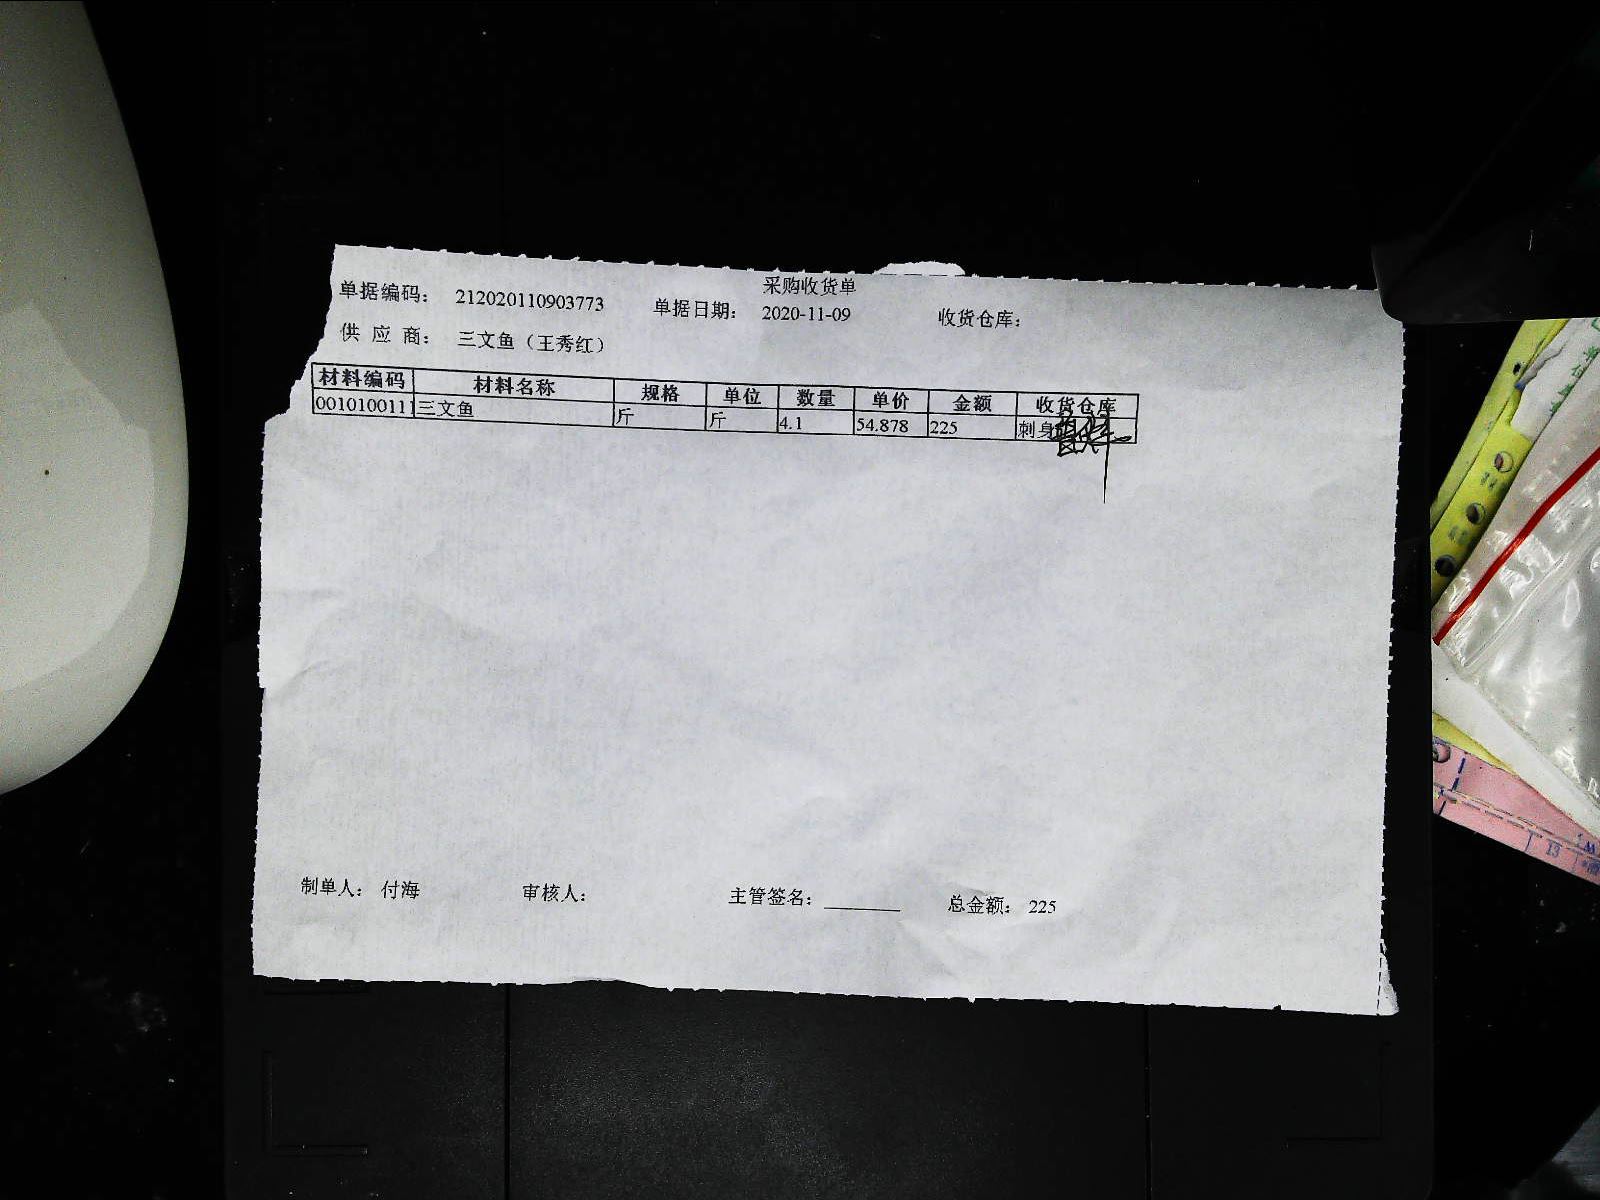 采购收货单
单据编码： 212020110903773 单据日期： 2020-11-09 收货仓库：
供 应 商： 三文鱼（王秀红）
材料编码 材料名称 规格 单位 数量 单价 金额 收货仓库
0010100111 三文鱼 斤 斤 4.1 54.878 225 刺身
制单人： 付海 审核人： 主管签名： 总金额： 225